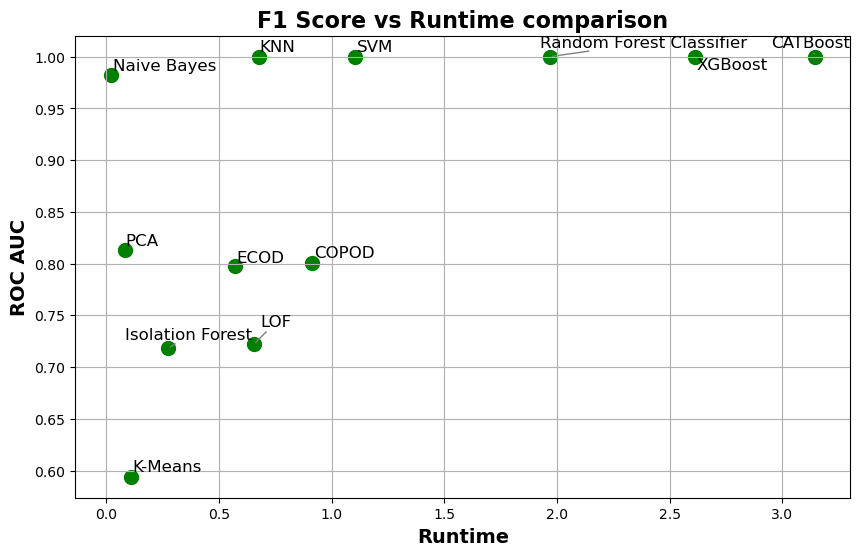 F1 Score vs Runtime comparison
KNN
SVM
Random Forest Classifier
CATBoost
Naive Bayes
XGBoost
PCA
ECOD
COPOD
Isolation Forest
LOF
K-Means
1.00
0.95
0.90
0.85
0.80
0.75
0.70
0.65
0.60
ROC AUC
0.0
0.5
1.0
1.5
2.0
2.5
3.0
Runtime